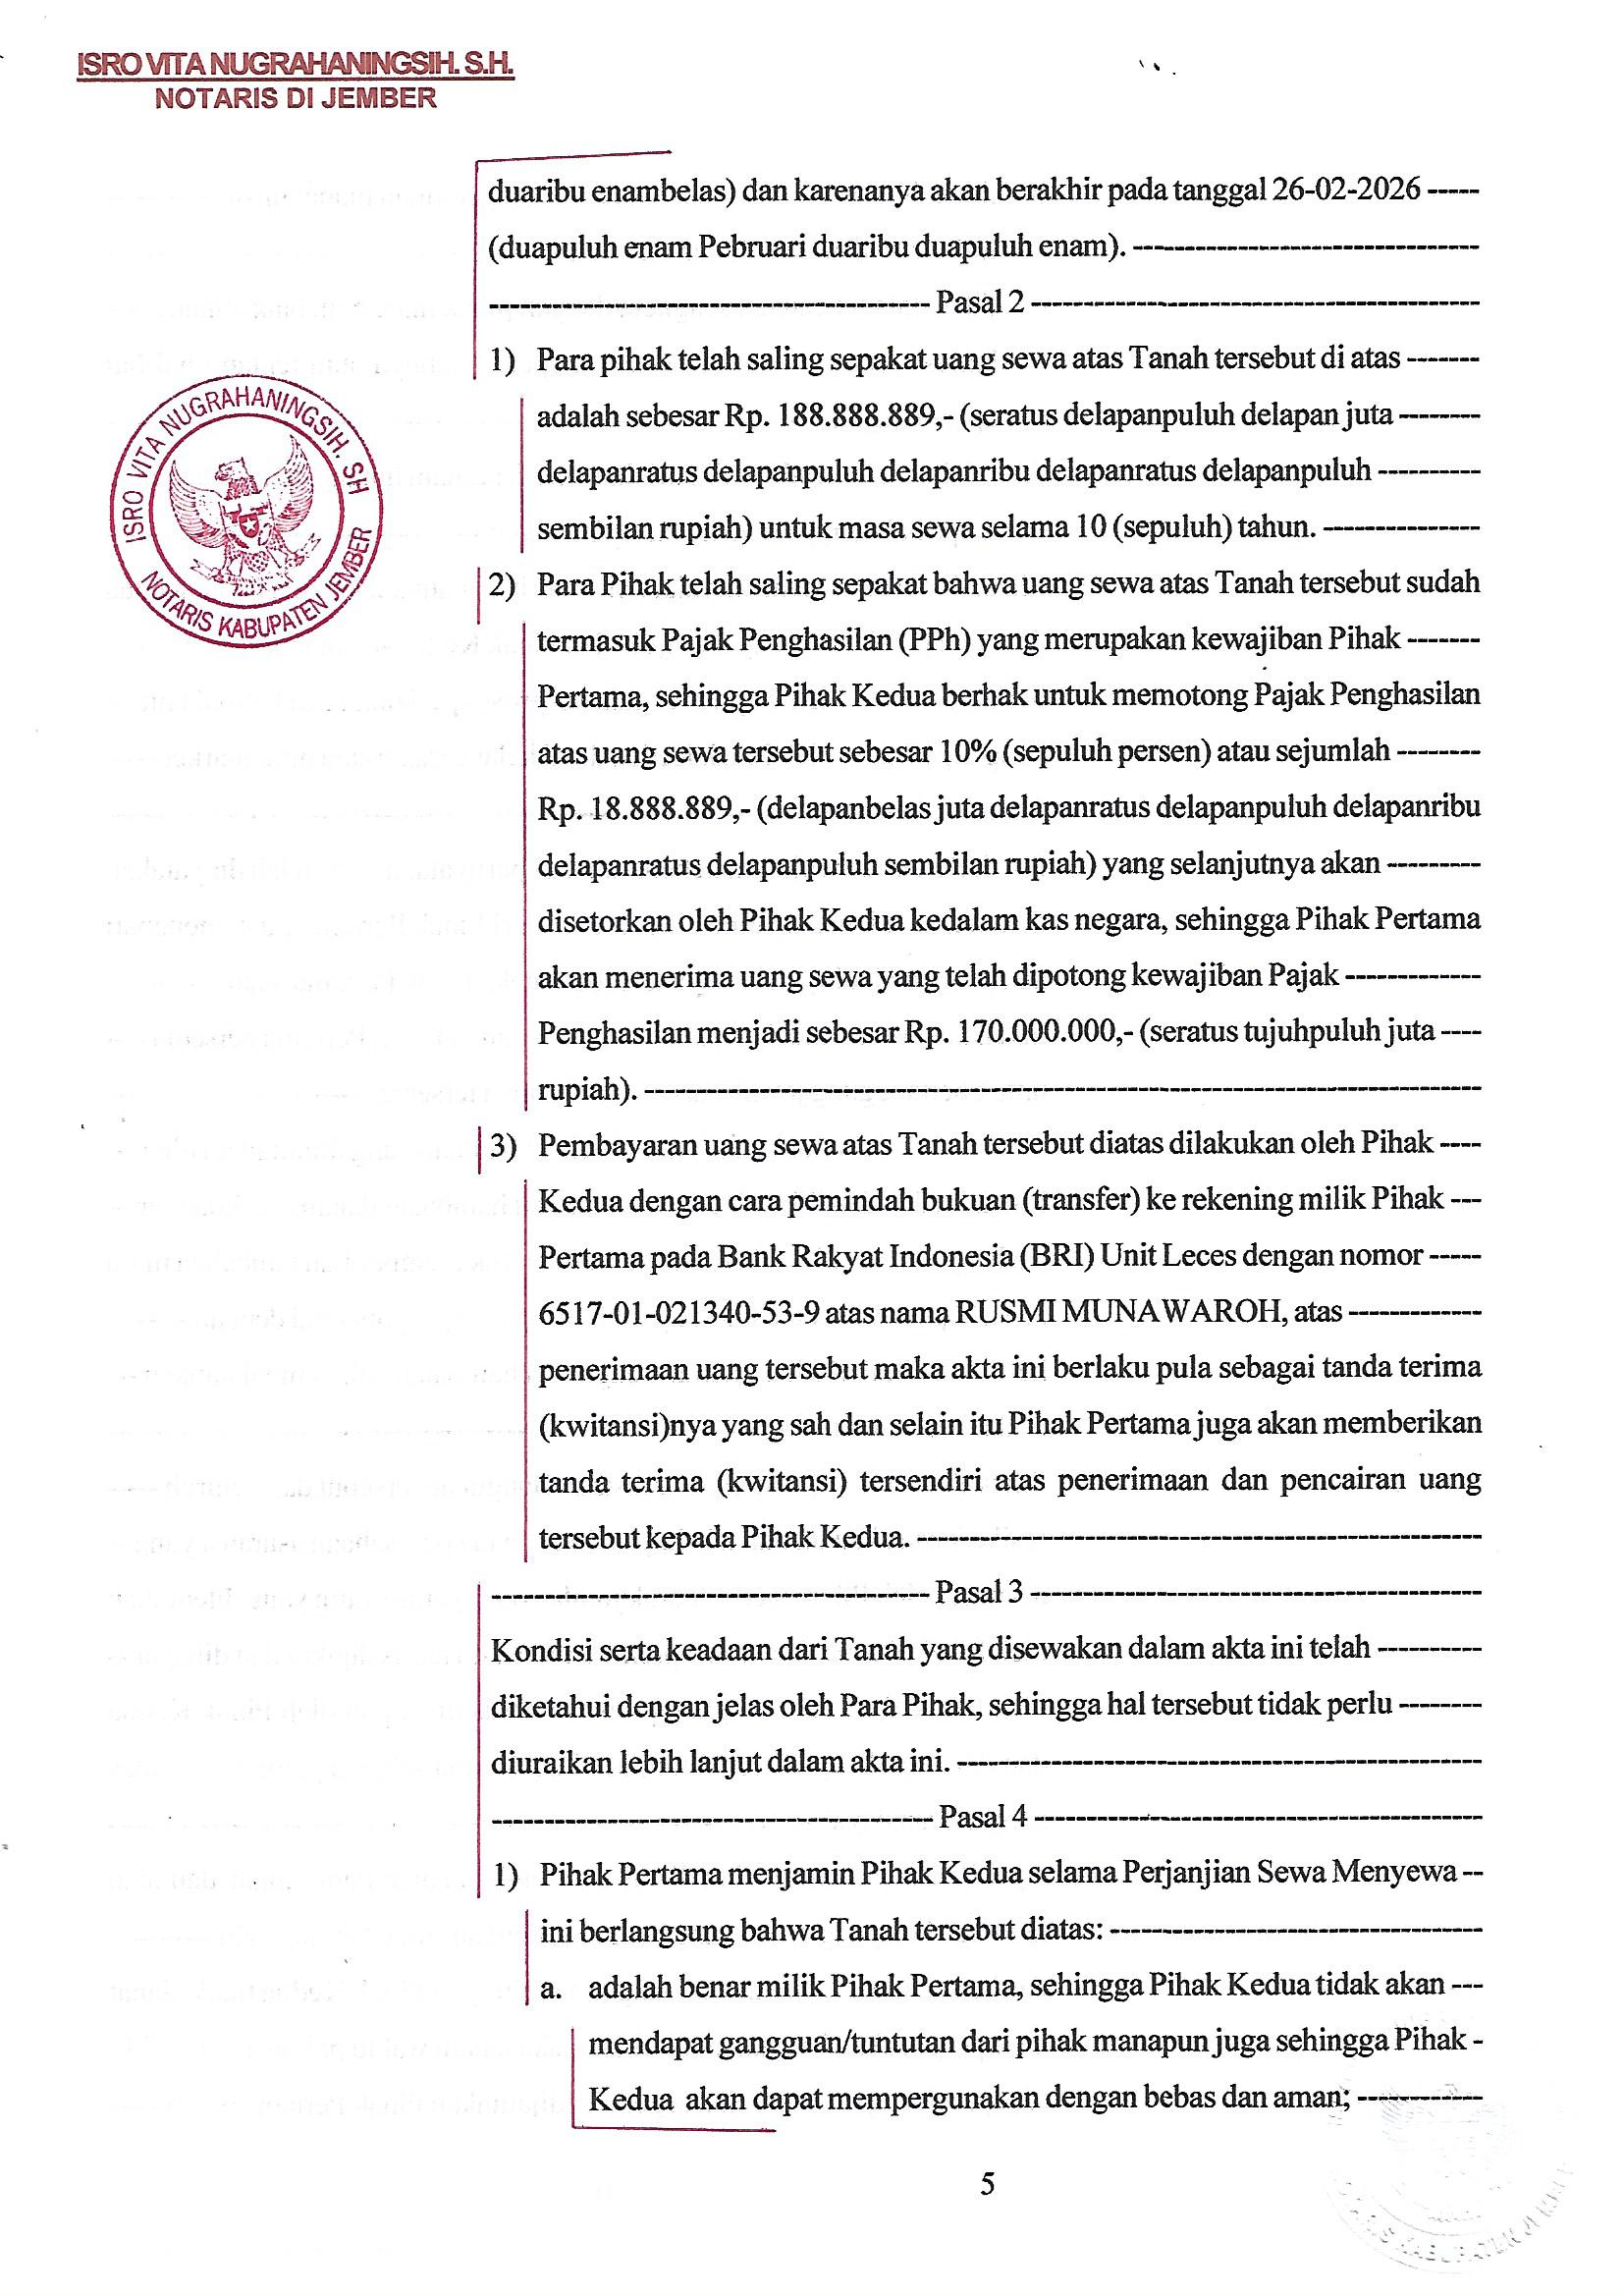 ISRO VITA NUGRAHANINGSIH. S.H.
NOTARIS DI JEMBER
duaribu enambelas) dan karenanya akan berakhir pada tanggal 26-02-2026 -----
(duapuluh enam Pebruari duaribu duapuluh enam). --------------------------------
------------------------------------------ Pasal 2 ------------------------------------------
1) Para pihak telah saling sepakat uang sewa atas Tanah tersebut di atas -------
adalah sebesar Rp. 188.888.889,- (seratus delapanpuluh delapan juta --------
delapanratus delapanpuluh delapanribu delapanratus delapanpuluh ----------
sembilan rupiah) untuk masa sewa selama 10 (sepuluh) tahun. ---------------
2) Para Pihak telah saling sepakat bahwa uang sewa atas Tanah tersebut sudah
termasuk Pajak Penghasilan (PPh) yang merupakan kewajiban Pihak -------
Pertama, sehingga Pihak Kedua berhak untuk memotong Pajak Penghasilan
atas uang sewa tersebut sebesar 10% (sepuluh persen) atau sejumlah --------
Rp. 18.888.889,- (delapanbelas juta delapanratus delapanpuluh delapanribu
delapanratus delapanpuluh sembilan rupiah) yang selanjutnya akan ---------
disetorkan oleh Pihak Kedua kedalam kas negara, sehingga Pihak Pertama
akan menerima uang sewa yang telah dipotong kewajiban Pajak -------------
Penghasilan menjadi sebesar Rp. 170.000.000,- (seratus tujuhpuluh juta ----
rupiah). --------------------------------------------------------------------------------
3) Pembayaran uang sewa atas Tanah tersebut diatas dilakukan oleh Pihak ----
Kedua dengan cara pemindah bukuan (transfer) ke rekening milik Pihak ---
Pertama pada Bank Rakyat Indonesia (BRI) Unit Leces dengan nomor -----
6517-01-021340-53-9 atas nama RUSMI MUNAWAROH, atas -------------
penerimaan uang tersebut maka akta ini berlaku pula sebagai tanda terima
(kwitansi)nya yang sah dan selain itu Pihak Pertama juga akan memberikan
tanda terima (kwitansi) tersendiri atas penerimaan dan pencairan uang
tersebut kepada Pihak Kedua. ------------------------------------------------------
------------------------------------------ Pasal 3 ------------------------------------------
Kondisi serta keadaan dari Tanah yang disewakan dalam akta ini telah ----------
diketahui dengan jelas oleh Para Pihak, sehingga hal tersebut tidak perlu --------
diuraikan lebih lanjut dalam akta ini. --------------------------------------------------
------------------------------------------ Pasal 4 ------------------------------------------
1) Pihak Pertama menjamin Pihak Kedua selama Perjanjian Sewa Menyewa --
ini berlangsung bahwa Tanah tersebut diatas: ------------------------------------
a. adalah benar milik Pihak Pertama, sehingga Pihak Kedua tidak akan ---
mendapat gangguan/tuntutan dari pihak manapun juga sehingga Pihak -
Kedua akan dapat mempergunakan dengan bebas dan aman; ------------
5
ISRO VITA NUGRAHANINGSIH. SH
NOTARIS KABUPATEN JEMBER